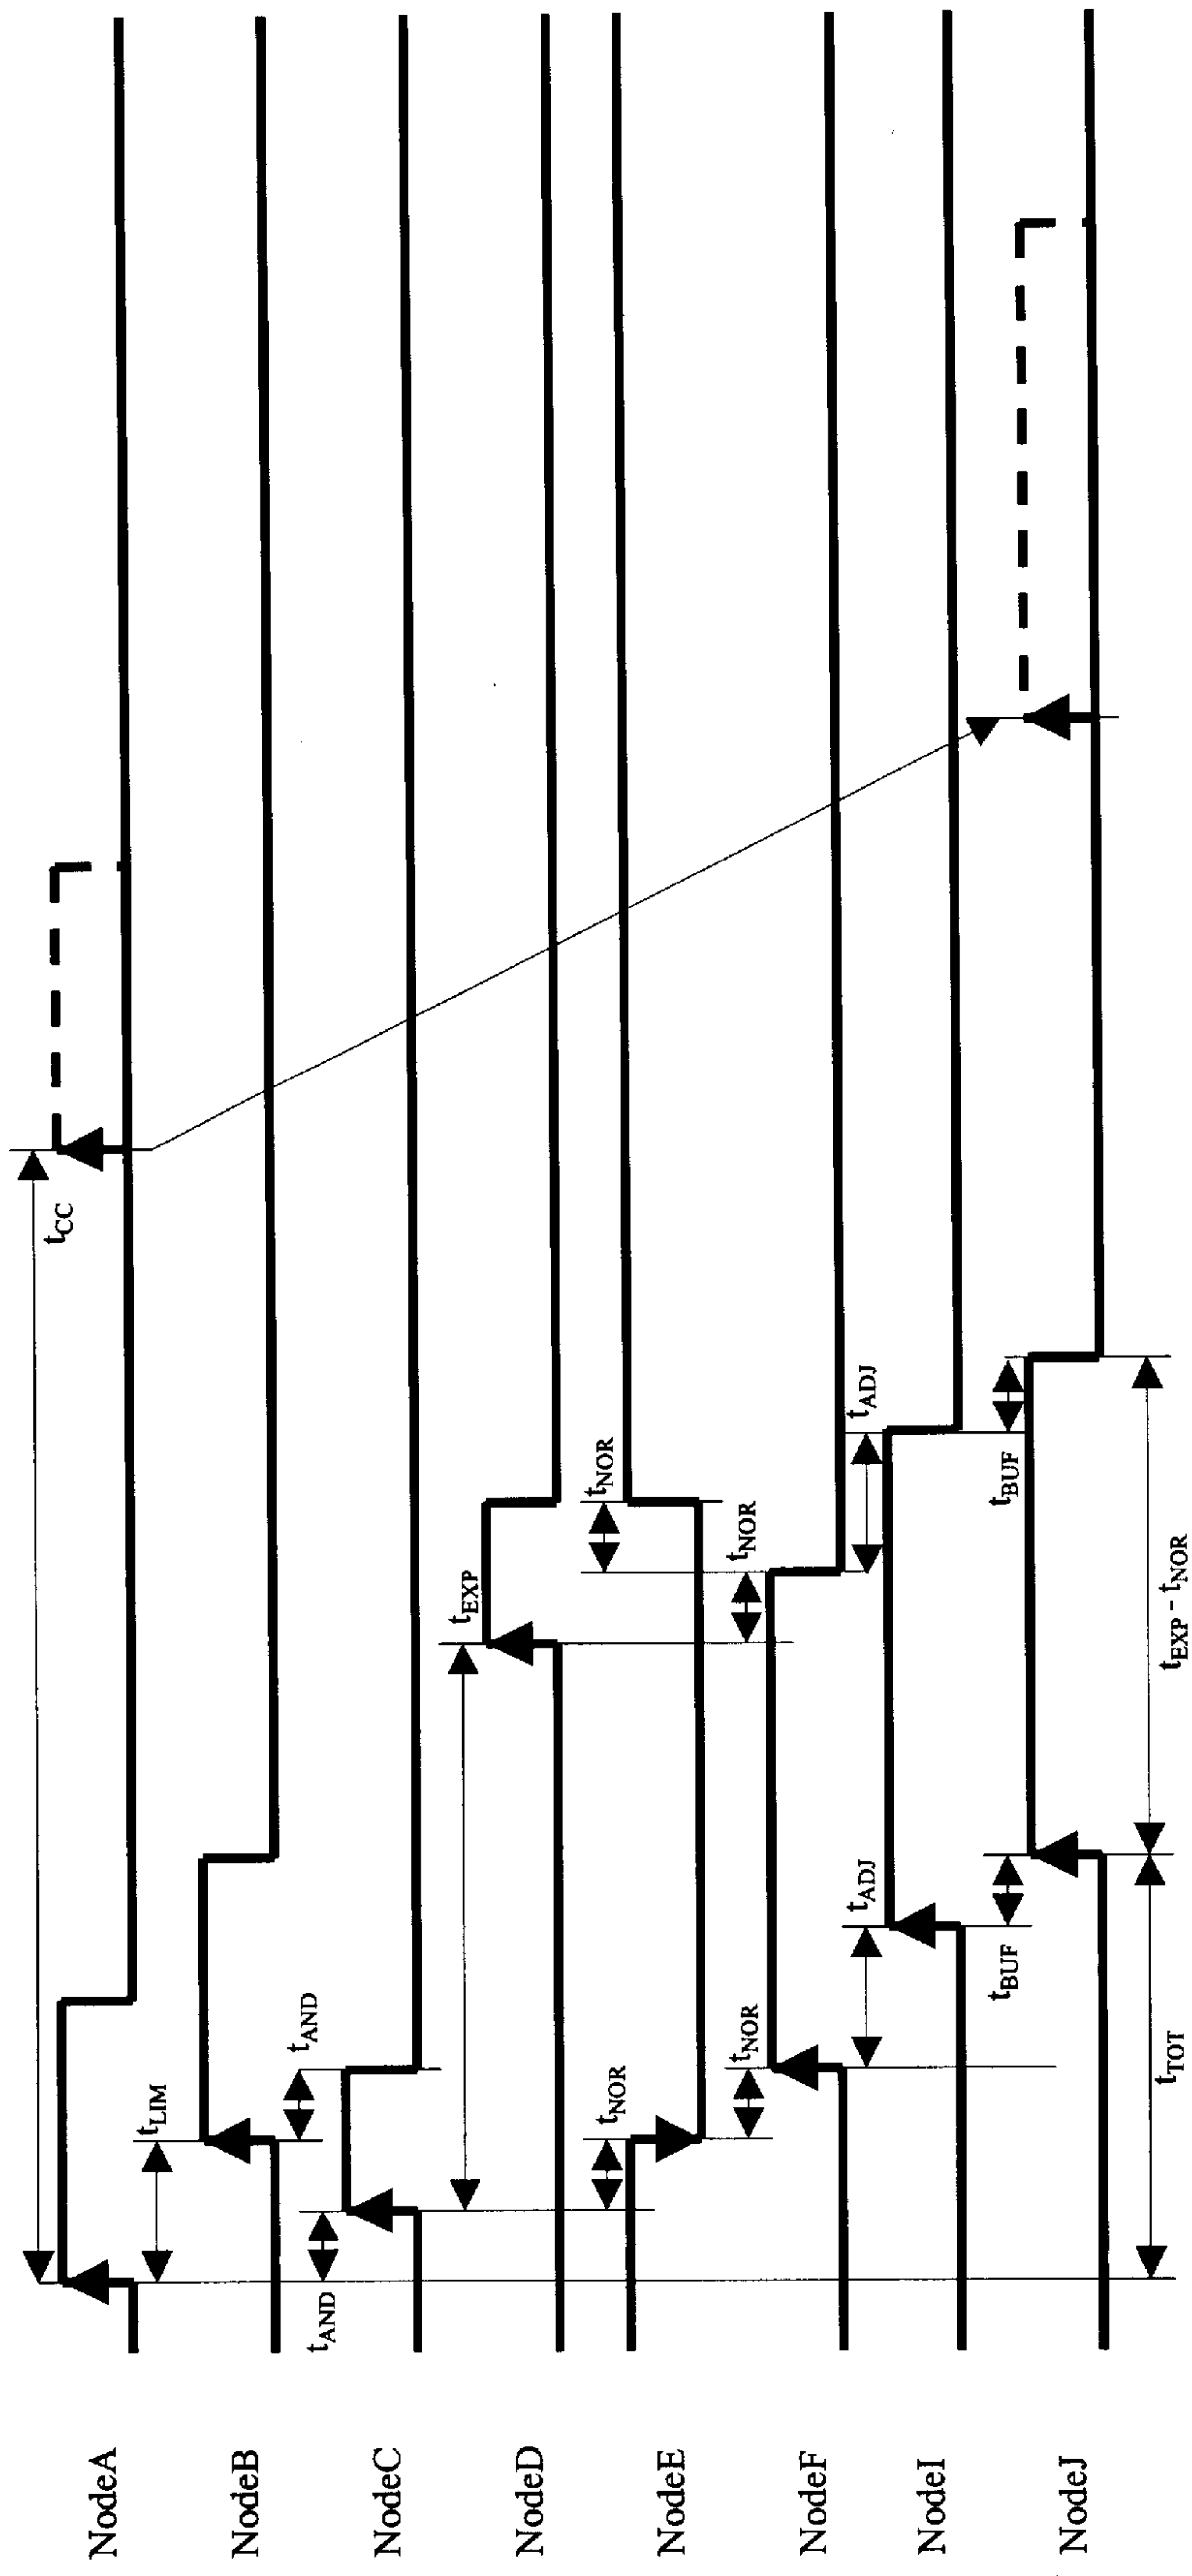 NodeA
NodeB
NodeC
NodeD
NodeE
NodeF
NodeI
NodeJ
tCC
tLIM
tAND
tAND
tEXP
tNOR
tNOR
tNOR
tNOR
tADJ
tADJ
tBUF
tBUF
tTOT
tEXP - tNOR